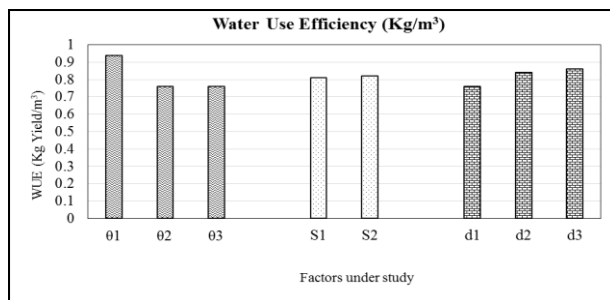 Water Use Efficiency (Kg/m³)
WUE (Kg Yield/m³)
1
0.9
0.8
0.7
0.6
0.5
0.4
0.3
0.2
0.1
0
θ1 θ2 θ3 S1 S2 d1 d2 d3
Factors under study